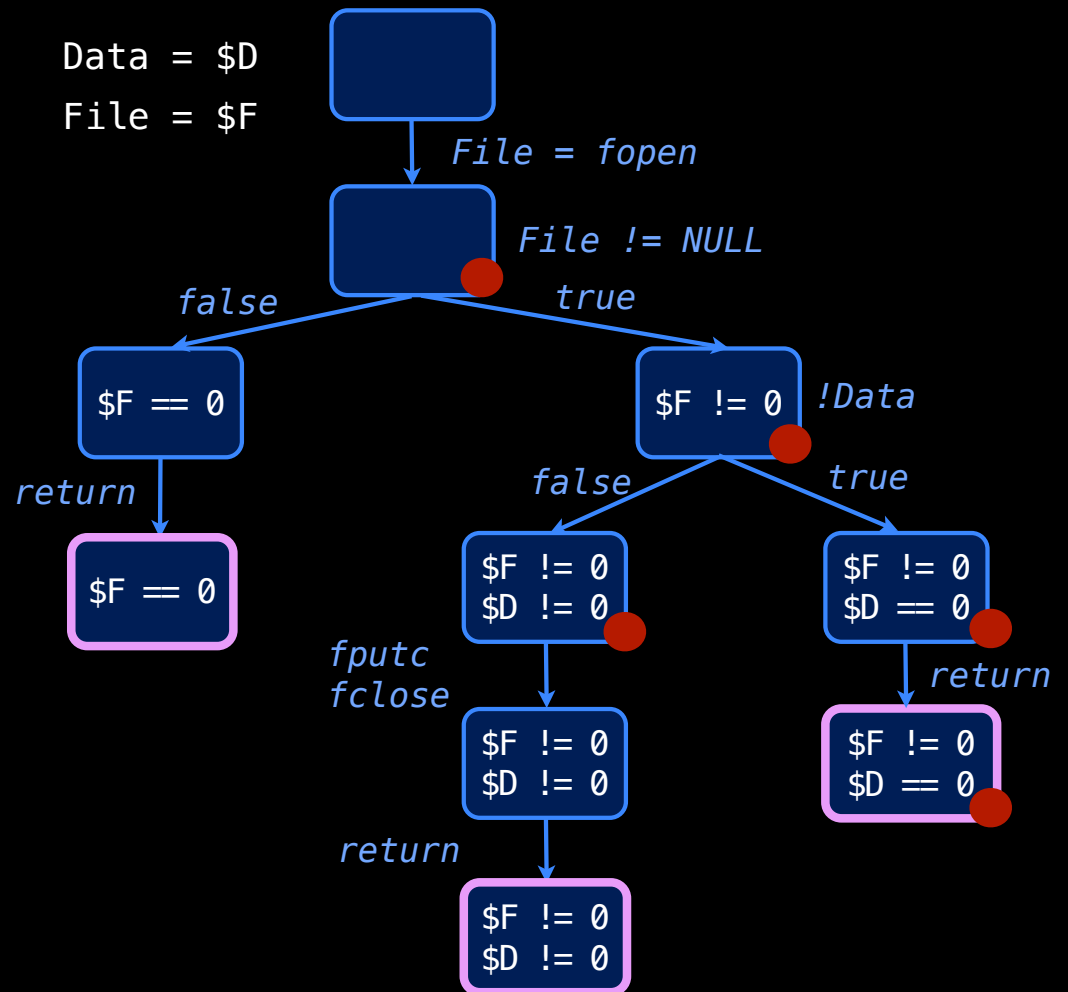 Data = $D
File = $F
File = fopen
File != NULL
false
true
$F == 0
$F != 0
!Data
return
false
true
$F == 0
$F != 0
$D != 0
$F != 0
$D == 0
fputc
fclose
return
$F != 0
$D != 0
$F != 0
$D == 0
return
$F != 0
$D != 0